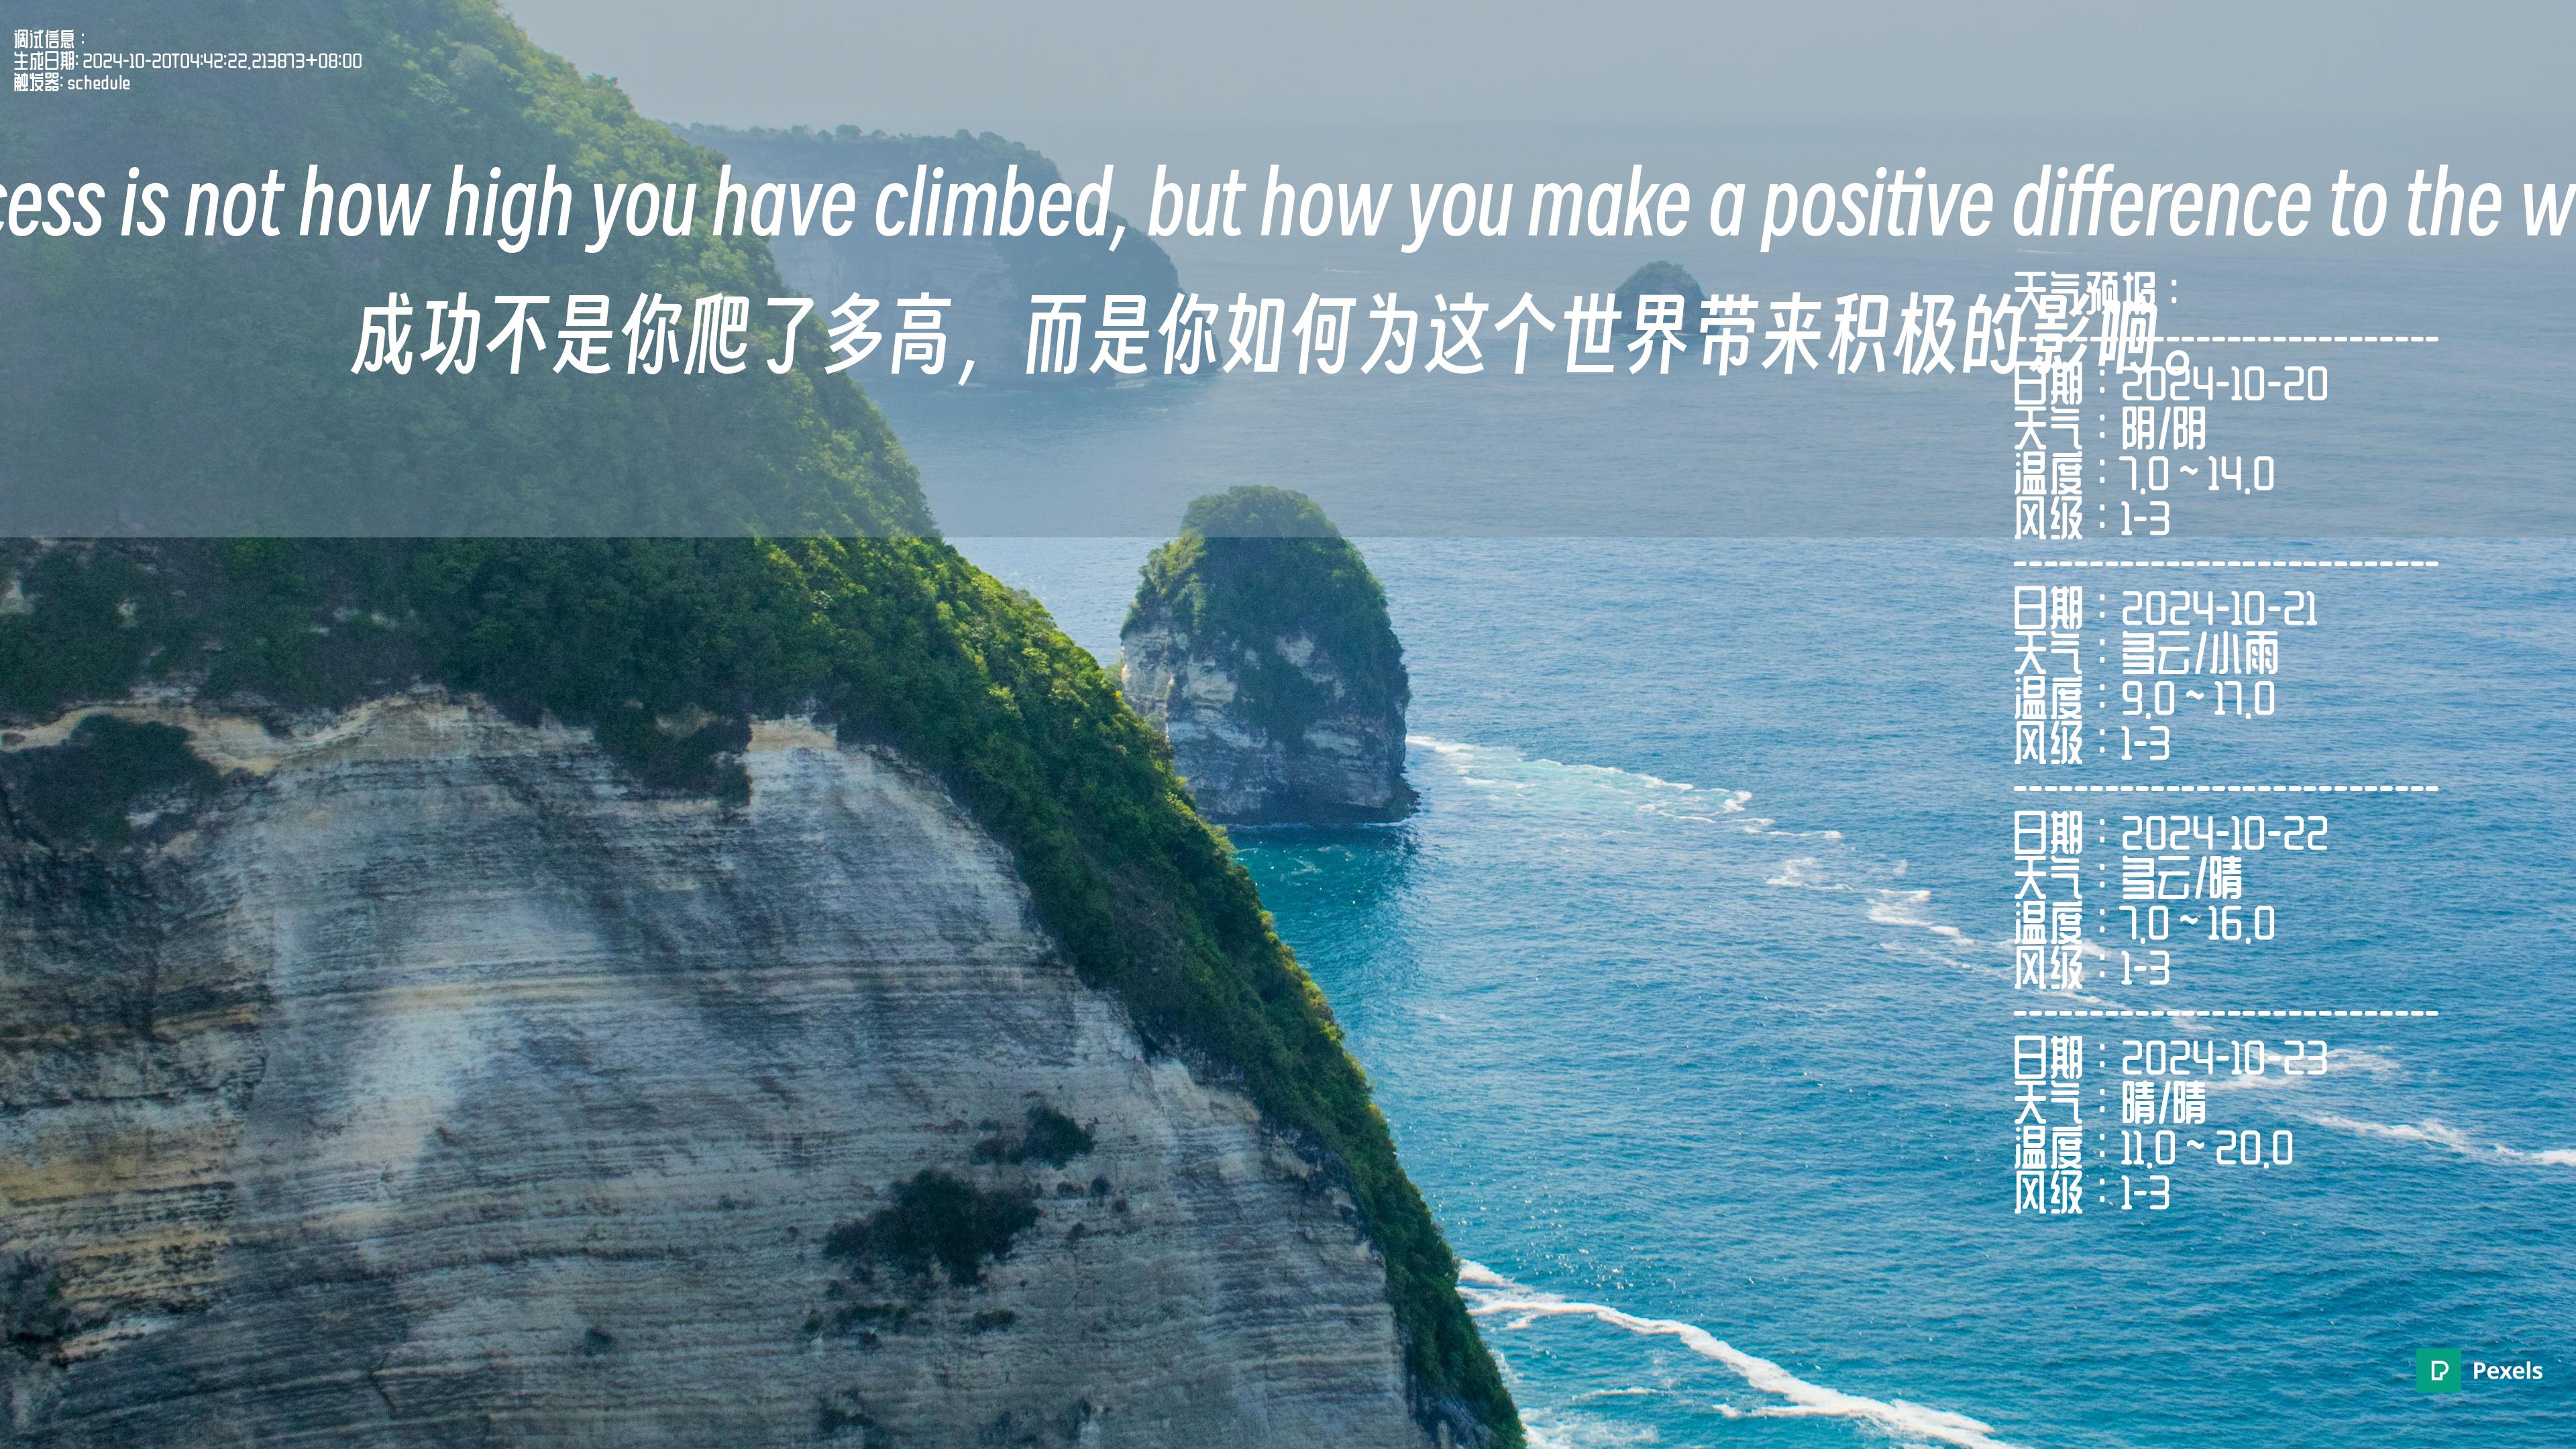 调试信息：
生成日期: 2024-10-20T04:42:22.213873+08:00
触发器: schedule
cess is not how high you have climbed, but how you make a positive difference to the w
成功不是你爬了多高，而是你如何为这个世界带来积极的影响。
天气预报：
------------------------------
日期：2024-10-20
天气：阴/阴
温度：7.0 ~ 14.0
风级：1-3
------------------------------
日期：2024-10-21
天气：多云/小雨
温度：9.0 ~ 17.0
风级：1-3
------------------------------
日期：2024-10-22
天气：多云/晴
温度：7.0 ~ 16.0
风级：1-3
------------------------------
日期：2024-10-23
天气：晴/晴
温度：11.0 ~ 20.0
风级：1-3
Pexels